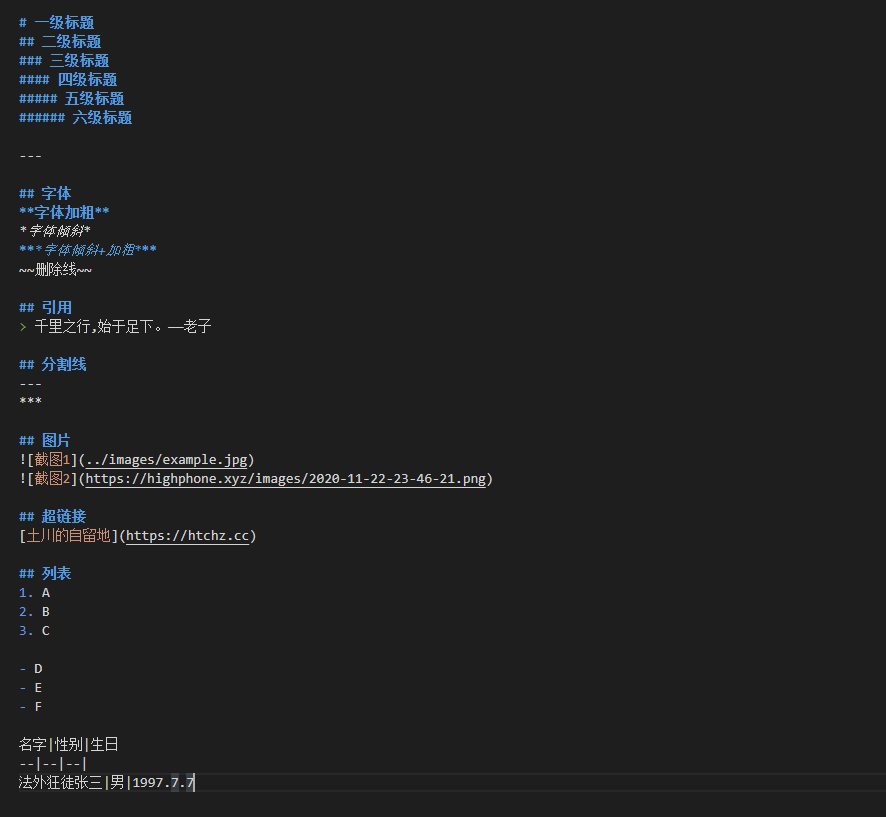 # 一级标题
## 二级标题
### 三级标题
#### 四级标题
##### 五级标题
###### 六级标题
---
## 字体
**字体加粗**
*字体倾斜*
***字体倾斜+加粗***
~~删除线~~
## 引用
> 千里之行,始于足下。——老子
## 分割线
---
***
## 图片
![截图1](../images/example.jpg)
![截图2](https://highphone.xyz/images/2020-11-22-23-46-21.png)
## 超链接
[土川的自留地](https://htchz.cc)
## 列表
1. A
2. B
3. C
- D
- E
- F
名字|性别|生日
--|--|--|
法外狂徒张三|男|1997.7.7